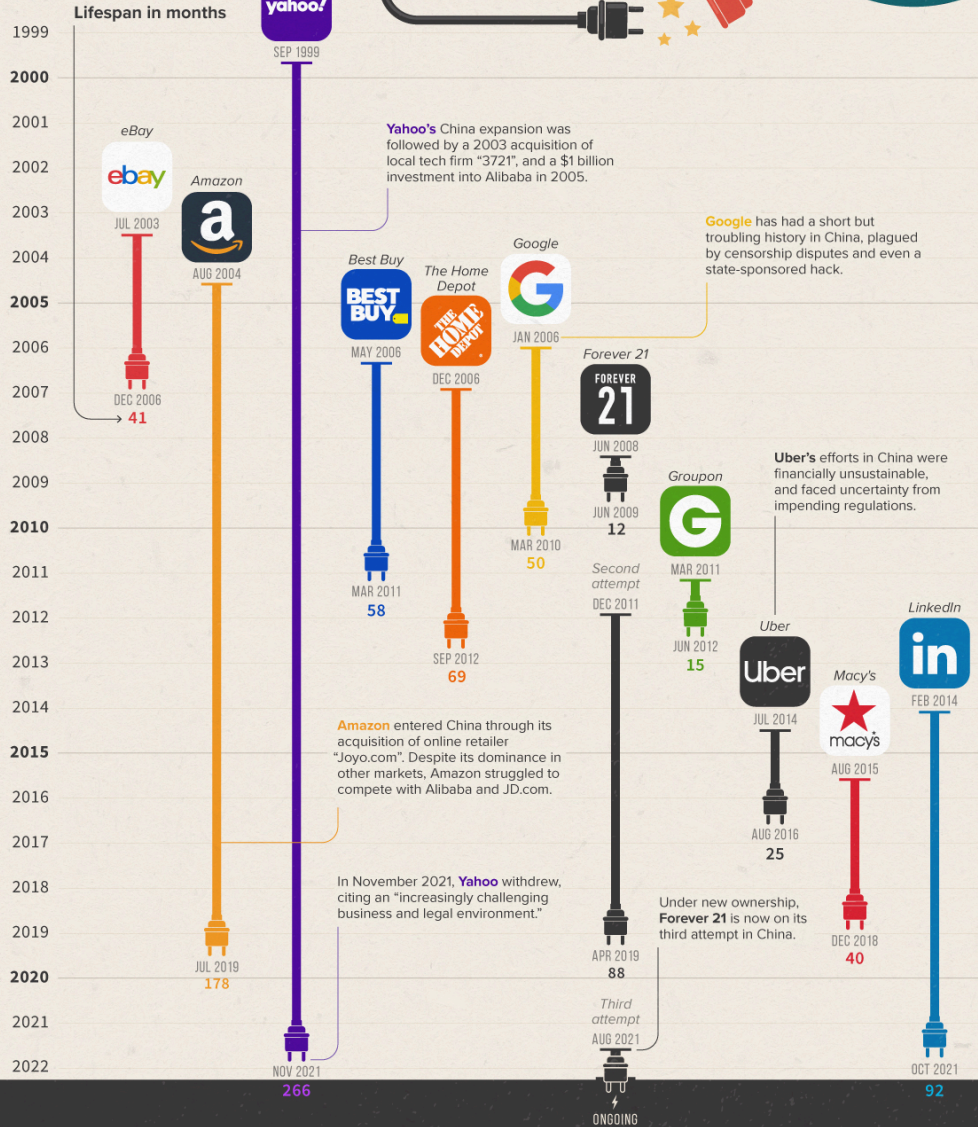 Lifespan in months
yahoo!
SEP 1999
1999
2000
2001
2002
2003
2004
2005
2006
2007
2008
2009
2010
2011
2012
2013
2014
2015
2016
2017
2018
2019
2020
2021
2022
eBay
ebay
JUL 2003
DEC 2006
41
Amazon
a
AUG 2004
JUL 2019
178
Yahoo's China expansion was
followed by a 2003 acquisition of
local tech firm “3721”, and a $1 billion
investment into Alibaba in 2005.
NOV 2021
266
Best Buy
BEST
BUY
MAY 2006
MAR 2011
58
The Home
Depot
THE
HOME
DEPOT
DEC 2006
SEP 2012
69
Google
G
JAN 2006
MAR 2010
50
Google has had a short but
troubling history in China, plagued
by censorship disputes and even a
state-sponsored hack.
Forever 21
FOREVER
21
JUN 2008
JUN 2009
12
Second
attempt
DEC 2011
APR 2019
88
Third
attempt
AUG 2021
ONGOING
Groupon
G
MAR 2011
JUN 2012
15
Uber's efforts in China were
financially unsustainable,
and faced uncertainty from
impending regulations.
Uber
Uber
JUL 2014
AUG 2016
25
Macy's
macy's
AUG 2015
DEC 2018
40
LinkedIn
in
FEB 2014
OCT 2021
92
Amazon entered China through its
acquisition of online retailer
“Joyo.com”. Despite its dominance in
other markets, Amazon struggled to
compete with Alibaba and JD.com.
In November 2021, Yahoo withdrew,
citing an “increasingly challenging
business and legal environment.”
Under new ownership,
Forever 21 is now on its
third attempt in China.